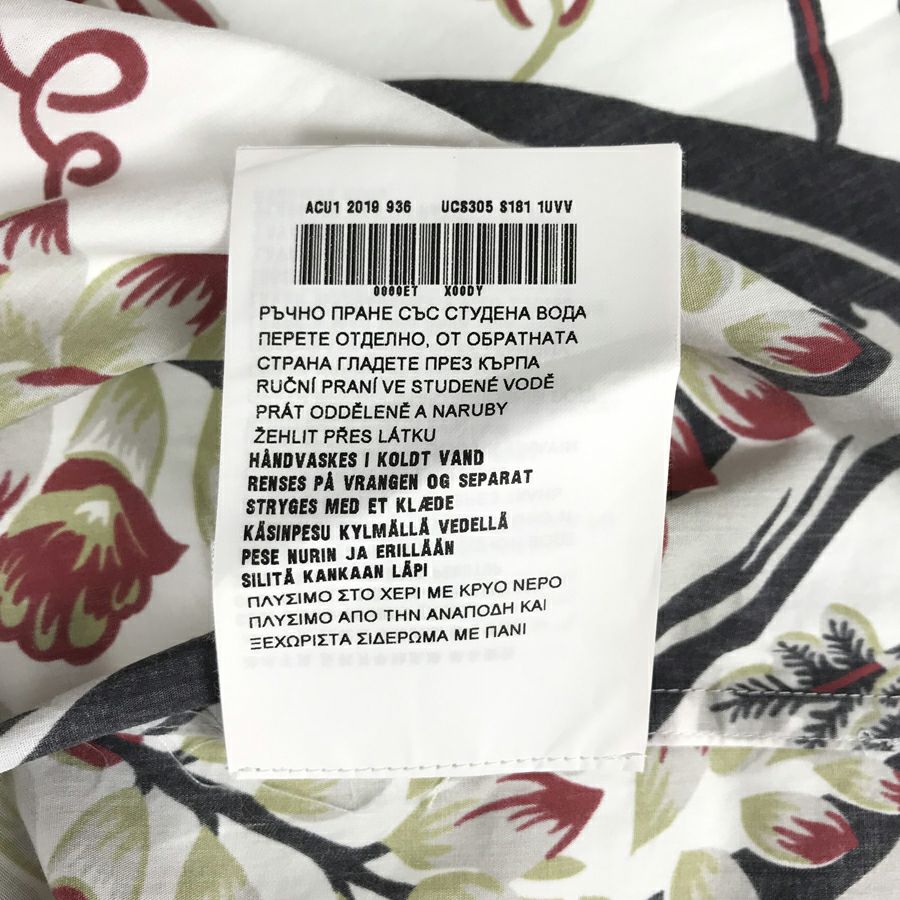 ACU1 2019 936 UCS305 S181 1UVV
0000ET X00DY
РЪЧНО ПРАНЕ СЪС СТУДЕНА ВОДА
ПЕРЕТЕ ОТДЕЛНО, ОТ ОБРАТНАТА
СТРАНА ГЛАДЕТЕ ПРЕЗ КЪРПА
RUČNÍ PRANÍ VE STUDENÉ VODĚ
PRÁT ODDĚLENĚ A NARUBY
ŽEHLIT PŘES LÁTKU
HÅNDVASKES I KOLDT VAND
RENSES PÅ VRANGEN OG SEPARAT
STRYGES MED ET KLÆDE
KÄSINPESU KYLMÄLLÄ VEDELLÄ
PESE NURIN JA ERILLÄÄN
SILITÄ KANKAAN LÄPI
ΠΛΥΣΙΜΟ ΣΤΟ ΧΕΡΙ ΜΕ ΚΡΥΟ ΝΕΡΟ
ΠΛΥΣΙΜΟ ΑΠΟ ΤΗΝ ΑΝΑΠΟΔΗ ΚΑΙ
ΞΕΧΩΡΙΣΤΑ ΣΙΔΕΡΩΜΑ ΜΕ ΠΑΝΙ